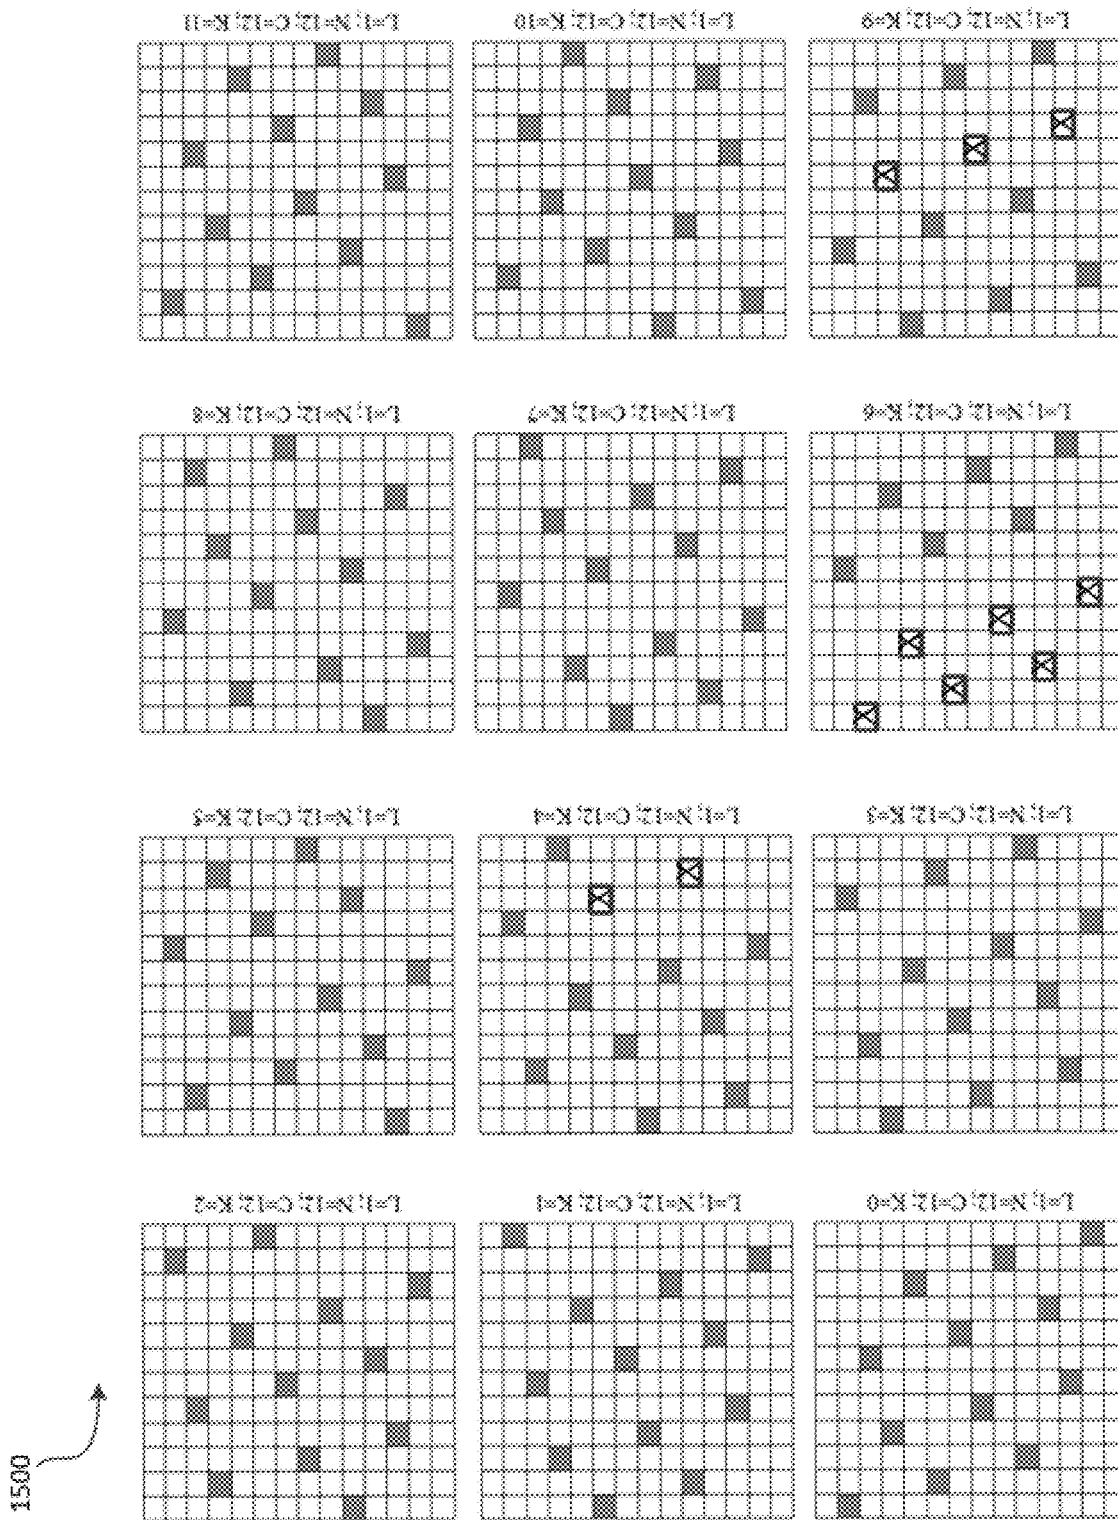 L=1; N=12; C=12; K=11
L=1; N=12; C=12; K=10
L=1; N=12; C=12; K=9
L=1; N=12; C=12; K=8
L=1; N=12; C=12; K=7
L=1; N=12; C=12; K=6
L=1; N=12; C=12; K=5
L=1; N=12; C=12; K=4
L=1; N=12; C=12; K=3
L=1; N=12; C=12; K=2
L=1; N=12; C=12; K=1
L=1; N=12; C=12; K=0
1500